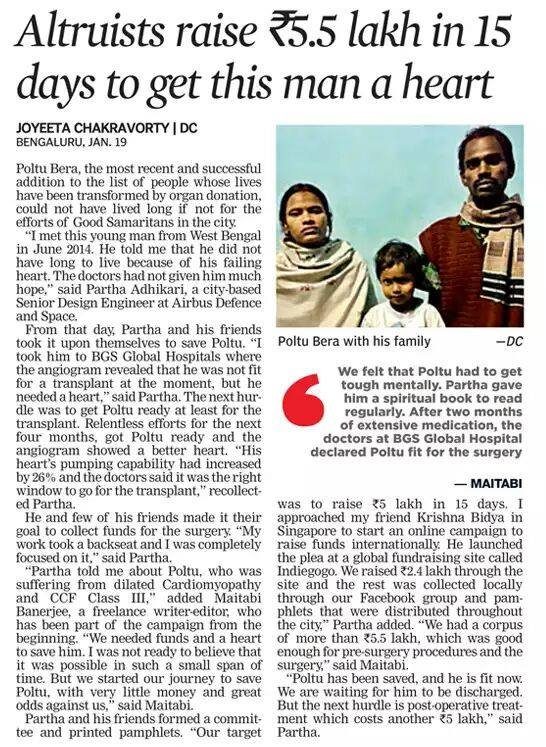 Altruists raise ₹5.5 lakh in 15
days to get this man a heart
JOYEETA CHAKRAVORTY | DC
BENGALURU, JAN. 19
Poltu Bera, the most recent and successful
addition to the list of people whose lives
have been transformed by organ donation,
could not have lived long if not for the
efforts of Good Samaritans in the city.
“I met this young man from West Bengal
in June 2014. He told me that he did not
have long to live because of his failing
heart. The doctors had not given him much
hope,” said Partha Adhikari, a city-based
Senior Design Engineer at Airbus Defence
and Space.
From that day, Partha and his friends
took it upon themselves to save Poltu. “I
took him to BGS Global Hospitals where
the angiogram revealed that he was not fit
for a transplant at the moment, but he
needed a heart,” said Partha. The next hur-
dle was to get Poltu ready at least for the
transplant. Relentless efforts for the next
four months, got Poltu ready and the
angiogram showed a better heart. “His
heart’s pumping capability had increased
by 26% and the doctors said it was the right
window to go for the transplant,” recollect-
ed Partha.
He and few of his friends made it their
goal to collect funds for the surgery. “My
work took a backseat and I was completely
focused on it,” said Partha.
“Partha told me about Poltu, who was
suffering from dilated Cardiomyopathy
and CCF Class III,” added Maitabi
Banerjee, a freelance writer-editor, who
has been part of the campaign from the
beginning. “We needed funds and a heart
to save him. I was not ready to believe that
it was possible in such a small span of
time. But we started our journey to save
Poltu, with very little money and great
odds against us,” said Maitabi.
Partha and his friends formed a commit-
tee and printed pamphlets. “Our target
Poltu Bera with his family —DC
We felt that Poltu had to get
tough mentally. Partha gave
him a spiritual book to read
regularly. After two months
of extensive medication, the
doctors at BGS Global Hospital
declared Poltu fit for the surgery
— MAITABI
was to raise ₹5 lakh in 15 days. I
approached my friend Krishna Bidya in
Singapore to start an online campaign to
raise funds internationally. He launched
the plea at a global fundraising site called
Indiegogo. We raised ₹2.4 lakh through the
site and the rest was collected locally
through our Facebook group and pam-
phlets that were distributed throughout
the city,” Partha added. “We had a corpus
of more than ₹5.5 lakh, which was good
enough for pre-surgery procedures and the
surgery,” said Maitabi.
“Poltu has been saved, and he is fit now.
We are waiting for him to be discharged.
But the next hurdle is post-operative treat-
ment which costs another ₹5 lakh,” said
Partha.